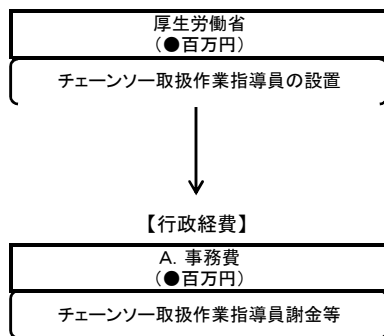 厚生労働省
（●百万円）
チェーンソー取扱作業指導員の設置
【行政経費】
A. 事務費
（●百万円）
チェーンソー取扱作業指導員謝金等